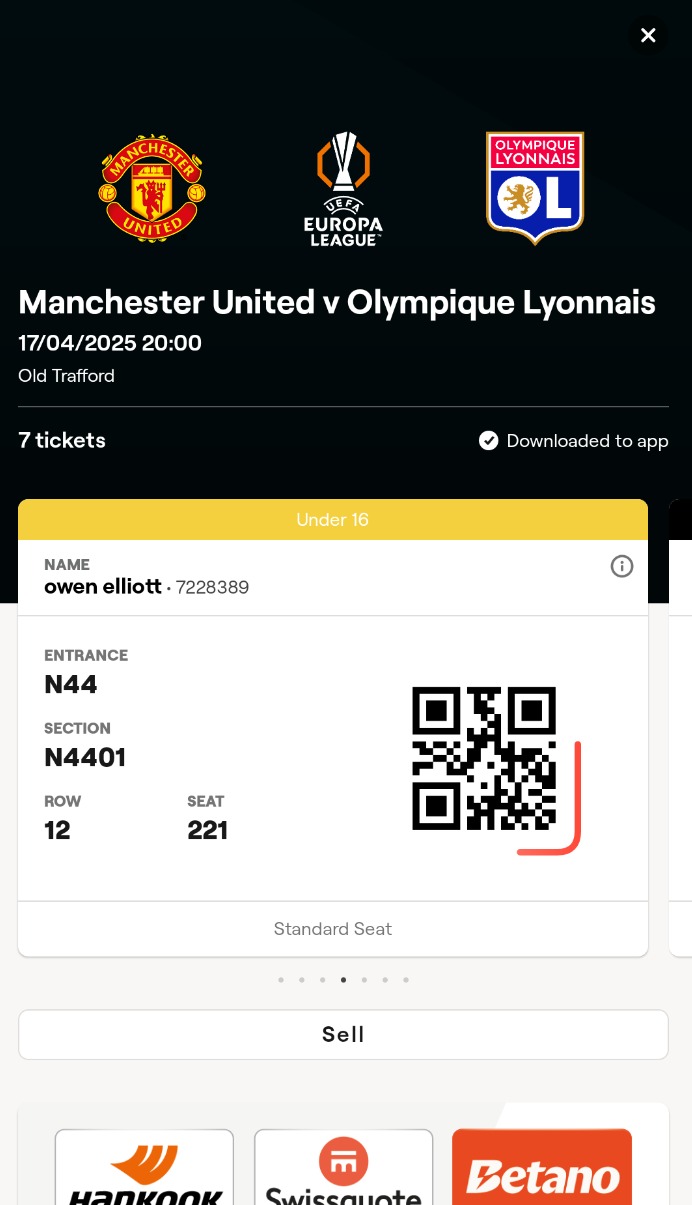 MANCHESTER
UNITED
UEFA
EUROPA
LEAGUE
OLYMPIQUE
LYONNAIS
OL
Manchester United v Olympique Lyonnais
17/04/2025 20:00
Old Trafford
7 tickets
Downloaded to app
Under 16
NAME
owen elliott · 7228389
ENTRANCE
N44
SECTION
N4401
ROW
SEAT
12
221
Standard Seat
Sell
HANKOOK
Swissquote
Betano